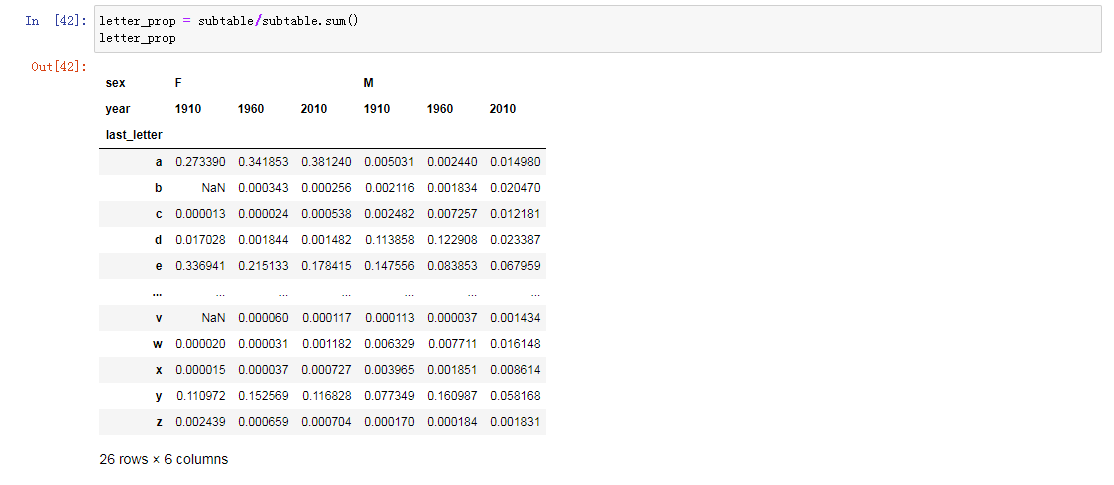 In [42]: letter_prop = subtable/subtable.sum()
letter_prop
Out[42]:
sex F M
year 1910 1960 2010 1910 1960 2010
last_letter
a 0.273390 0.341853 0.381240 0.005031 0.002440 0.014980
b NaN 0.000343 0.000256 0.002116 0.001834 0.020470
c 0.000013 0.000024 0.000538 0.002482 0.007257 0.012181
d 0.017028 0.001844 0.001482 0.113858 0.122908 0.023387
e 0.336941 0.215133 0.178415 0.147556 0.083853 0.067959
... ... ... ... ... ... ...
v NaN 0.000060 0.000117 0.000113 0.000037 0.001434
w 0.000020 0.000031 0.001182 0.006329 0.007711 0.016148
x 0.000015 0.000037 0.000727 0.003965 0.001851 0.008614
y 0.110972 0.152569 0.116828 0.077349 0.160987 0.058168
z 0.002439 0.000659 0.000704 0.000170 0.000184 0.001831
26 rows × 6 columns